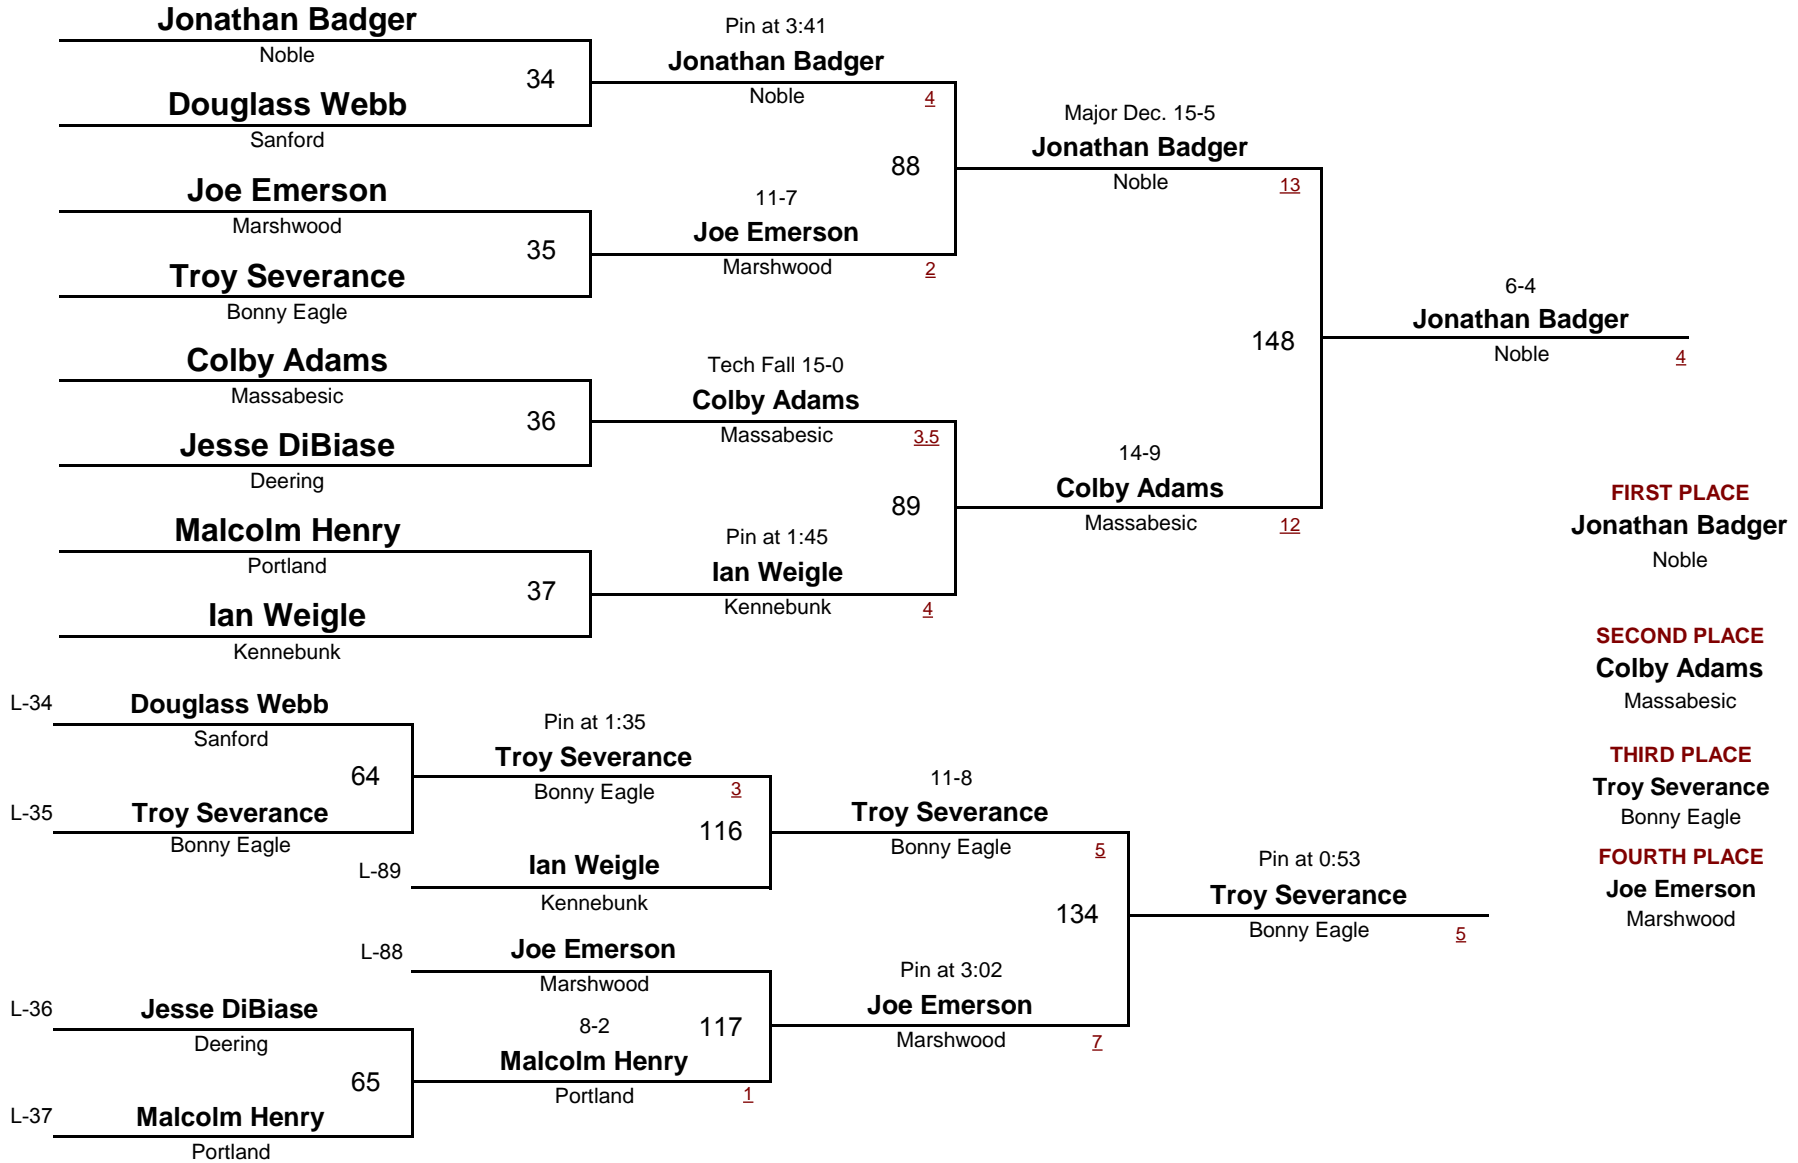 Jonathan Badger
Noble
34
Douglass Webb
Sanford
Joe Emerson
Marshwood
35
Troy Severance
Bonny Eagle
Colby Adams
Massabesic
36
Jesse DiBiase
Deering
Malcolm Henry
Portland
37
Ian Weigle
Kennebunk
Pin at 3:41
Jonathan Badger
Noble
4
88
11-7
Joe Emerson
Marshwood
2
Tech Fall 15-0
Colby Adams
Massabesic
3.5
89
Pin at 1:45
Ian Weigle
Kennebunk
4
Major Dec. 15-5
Jonathan Badger
Noble
13
148
14-9
Colby Adams
Massabesic
12
6-4
Jonathan Badger
Noble
4
FIRST PLACE
Jonathan Badger
Noble
SECOND PLACE
Colby Adams
Massabesic
THIRD PLACE
Troy Severance
Bonny Eagle
FOURTH PLACE
Joe Emerson
Marshwood
L-34
Douglass Webb
Sanford
64
L-35
Troy Severance
Bonny Eagle
L-36
Jesse DiBiase
Deering
65
L-37
Malcolm Henry
Portland
Pin at 1:35
Troy Severance
Bonny Eagle
3
116
L-89
Ian Weigle
Kennebunk
L-88
Joe Emerson
Marshwood
117
8-2
Malcolm Henry
Portland
1
11-8
Troy Severance
Bonny Eagle
5
134
Pin at 3:02
Joe Emerson
Marshwood
7
Pin at 0:53
Troy Severance
Bonny Eagle
5